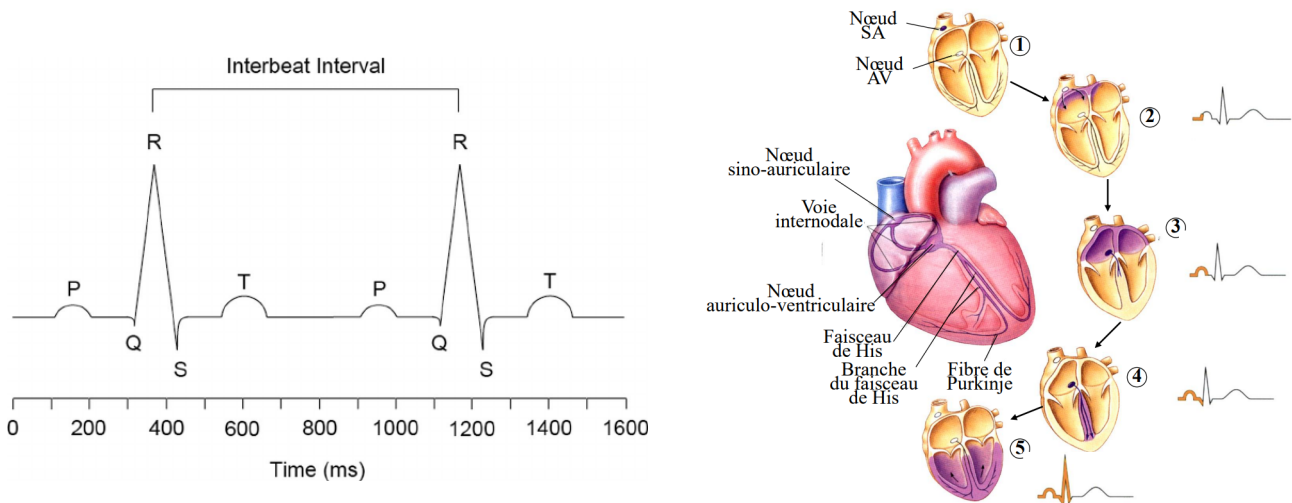 Interbeat Interval
R
R
P
T
P
T
Q
S
Q
S
0
200
400
600
800
1000
1200
1400
1600
Time (ms)
Nœud
SA
Nœud
AV
①
②
Nœud
sino-auriculaire
Voie
internodale
③
Nœud
auriculo-ventriculaire
Faisceau
de His
Branche
du faisceau
de His
Fibre de
Purkinje
④
⑤